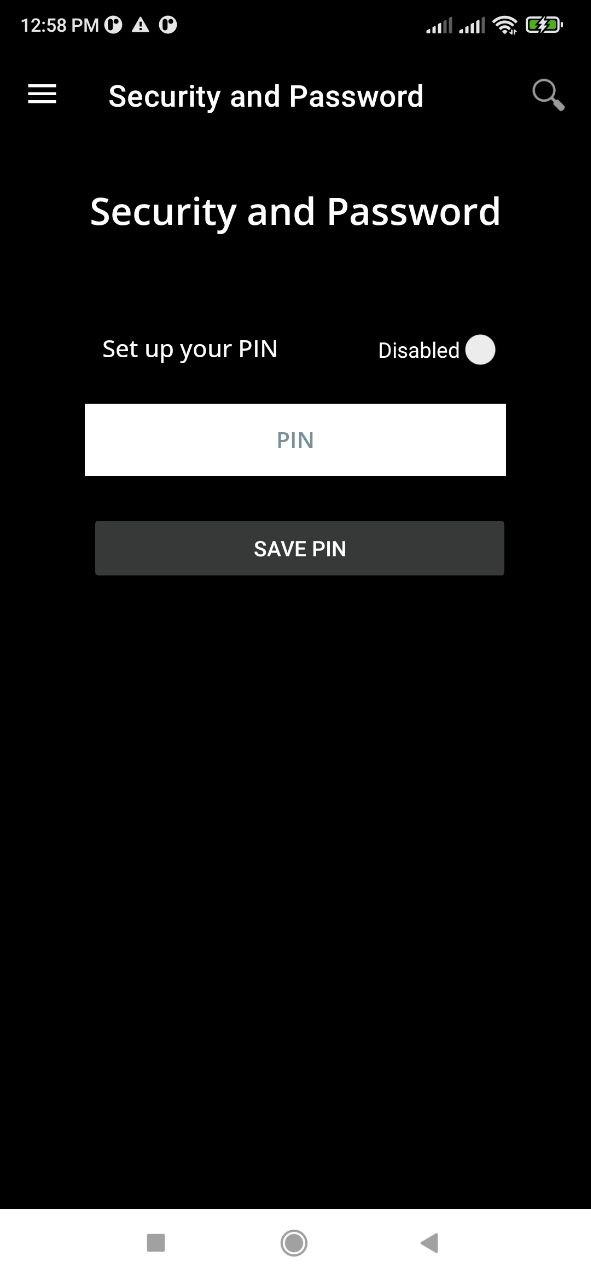 12:58 PM
Security and Password
Security and Password
Set up your PIN
Disabled
PIN
SAVE PIN